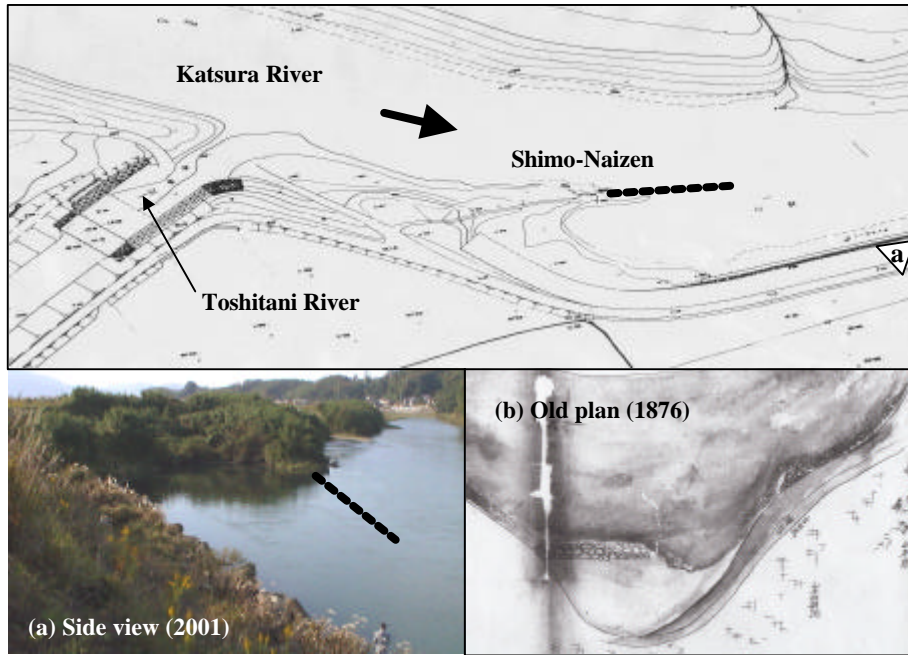 Katsura River
Shimo-Naizen
a
Toshitani River
(a) Side view (2001)
(b) Old plan (1876)